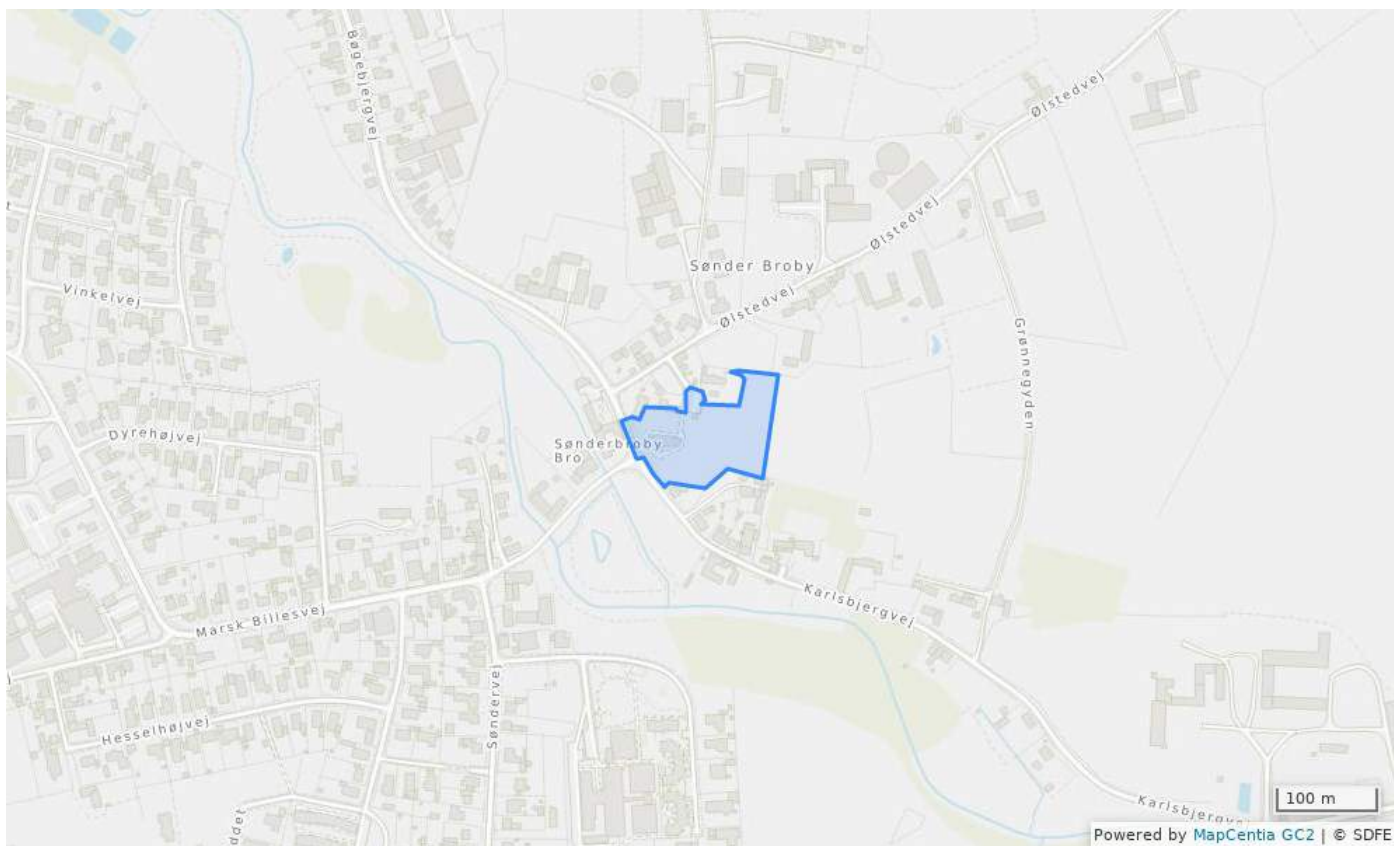 Bøgebjergvej
Ølstedvej
Ølstedvej
Sønder Broby
Vinkelvej
Ølstedvej
Grønnegyden
Dyrehøjvej
Sønderbroby
Bro
Karlsbjergvej
Marsk Billesvej
Søndervej
Hesselhøjvej
100 m
Karlsbjergvej
ddet
Powered by MapCentia GC2 | © SDFE